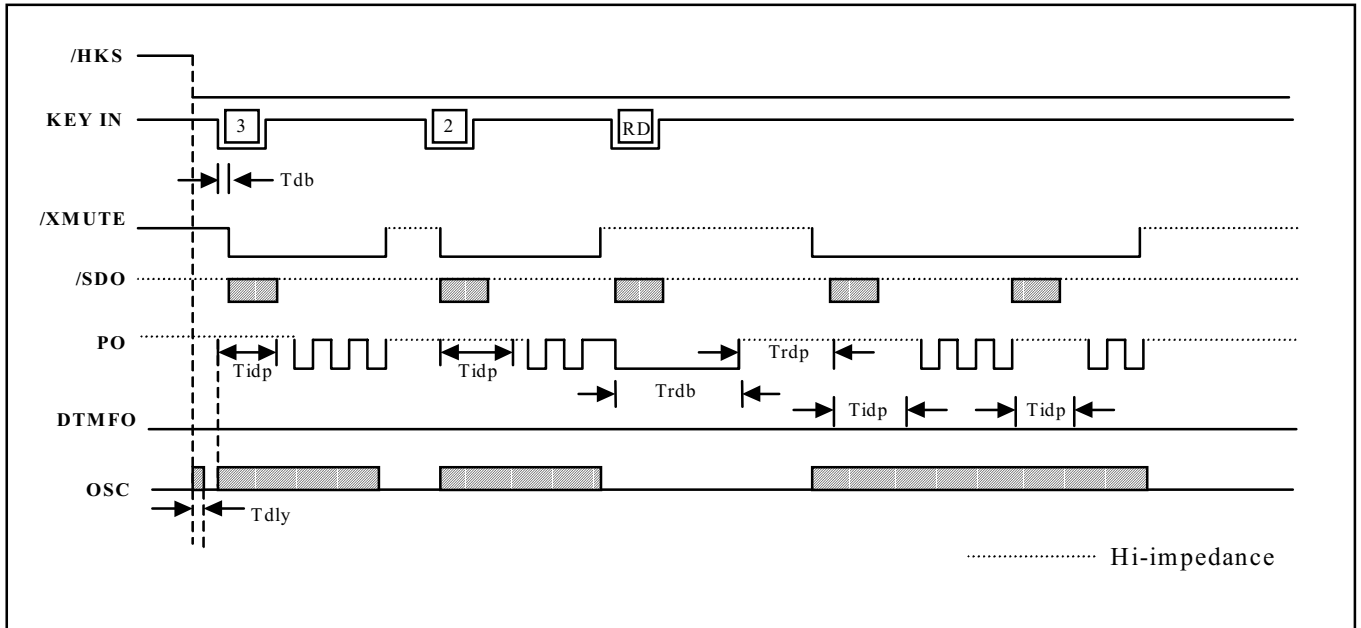 /HKS
KEY IN
3
2
RD
Tdb
/XMUTE
/SDO
PO
Tidp
Tidp
Trdp
Trdb
Tidp
Tidp
DTMFO
OSC
Tdly
Hi-impedance